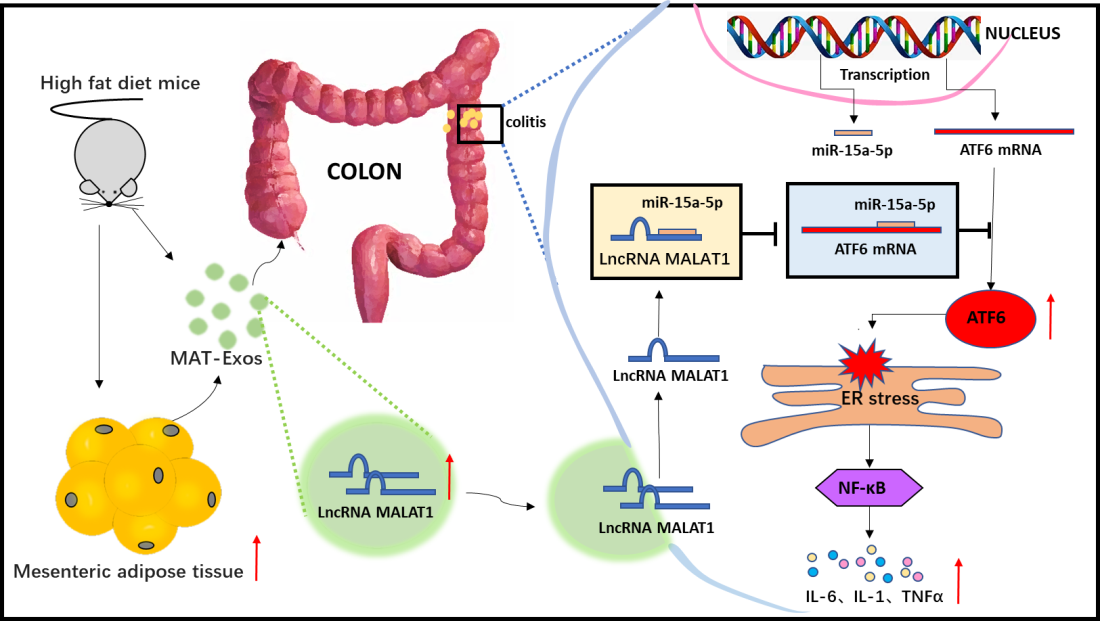 High fat diet mice
COLON
colitis
MAT-Exos
LncRNA MALAT1
Mesenteric adipose tissue
NUCLEUS
Transcription
miR-15a-5p
ATF6 mRNA
miR-15a-5p
LncRNA MALAT1
miR-15a-5p
ATF6 mRNA
LncRNA MALAT1
LncRNA MALAT1
ATF6
ER stress
NF-κB
IL-6、IL-1、TNFα